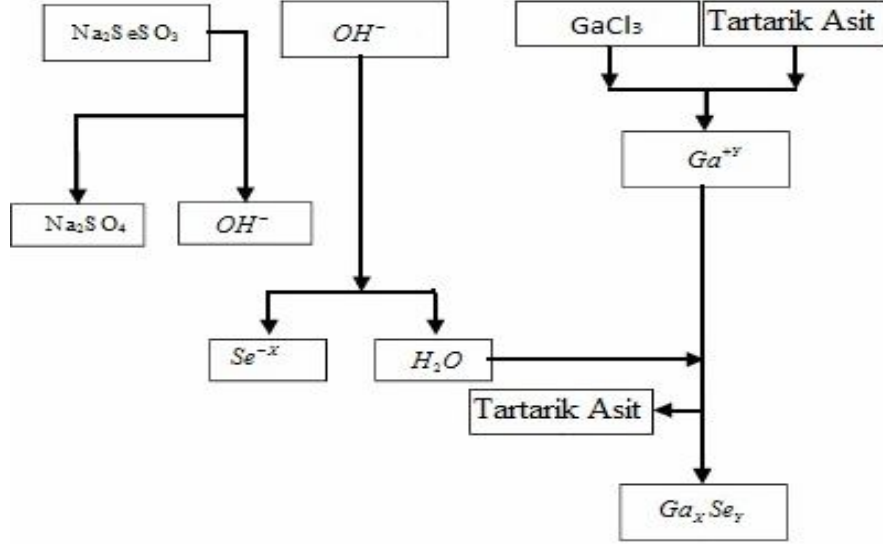 Na₂SeSO₃
OH⁻
GaCl₃
Tartarik Asit
Ga⁺ʸ
Na₂SO₄
OH⁻
Se⁻ˣ
H₂O
Tartarik Asit
GaₓSeᵧ